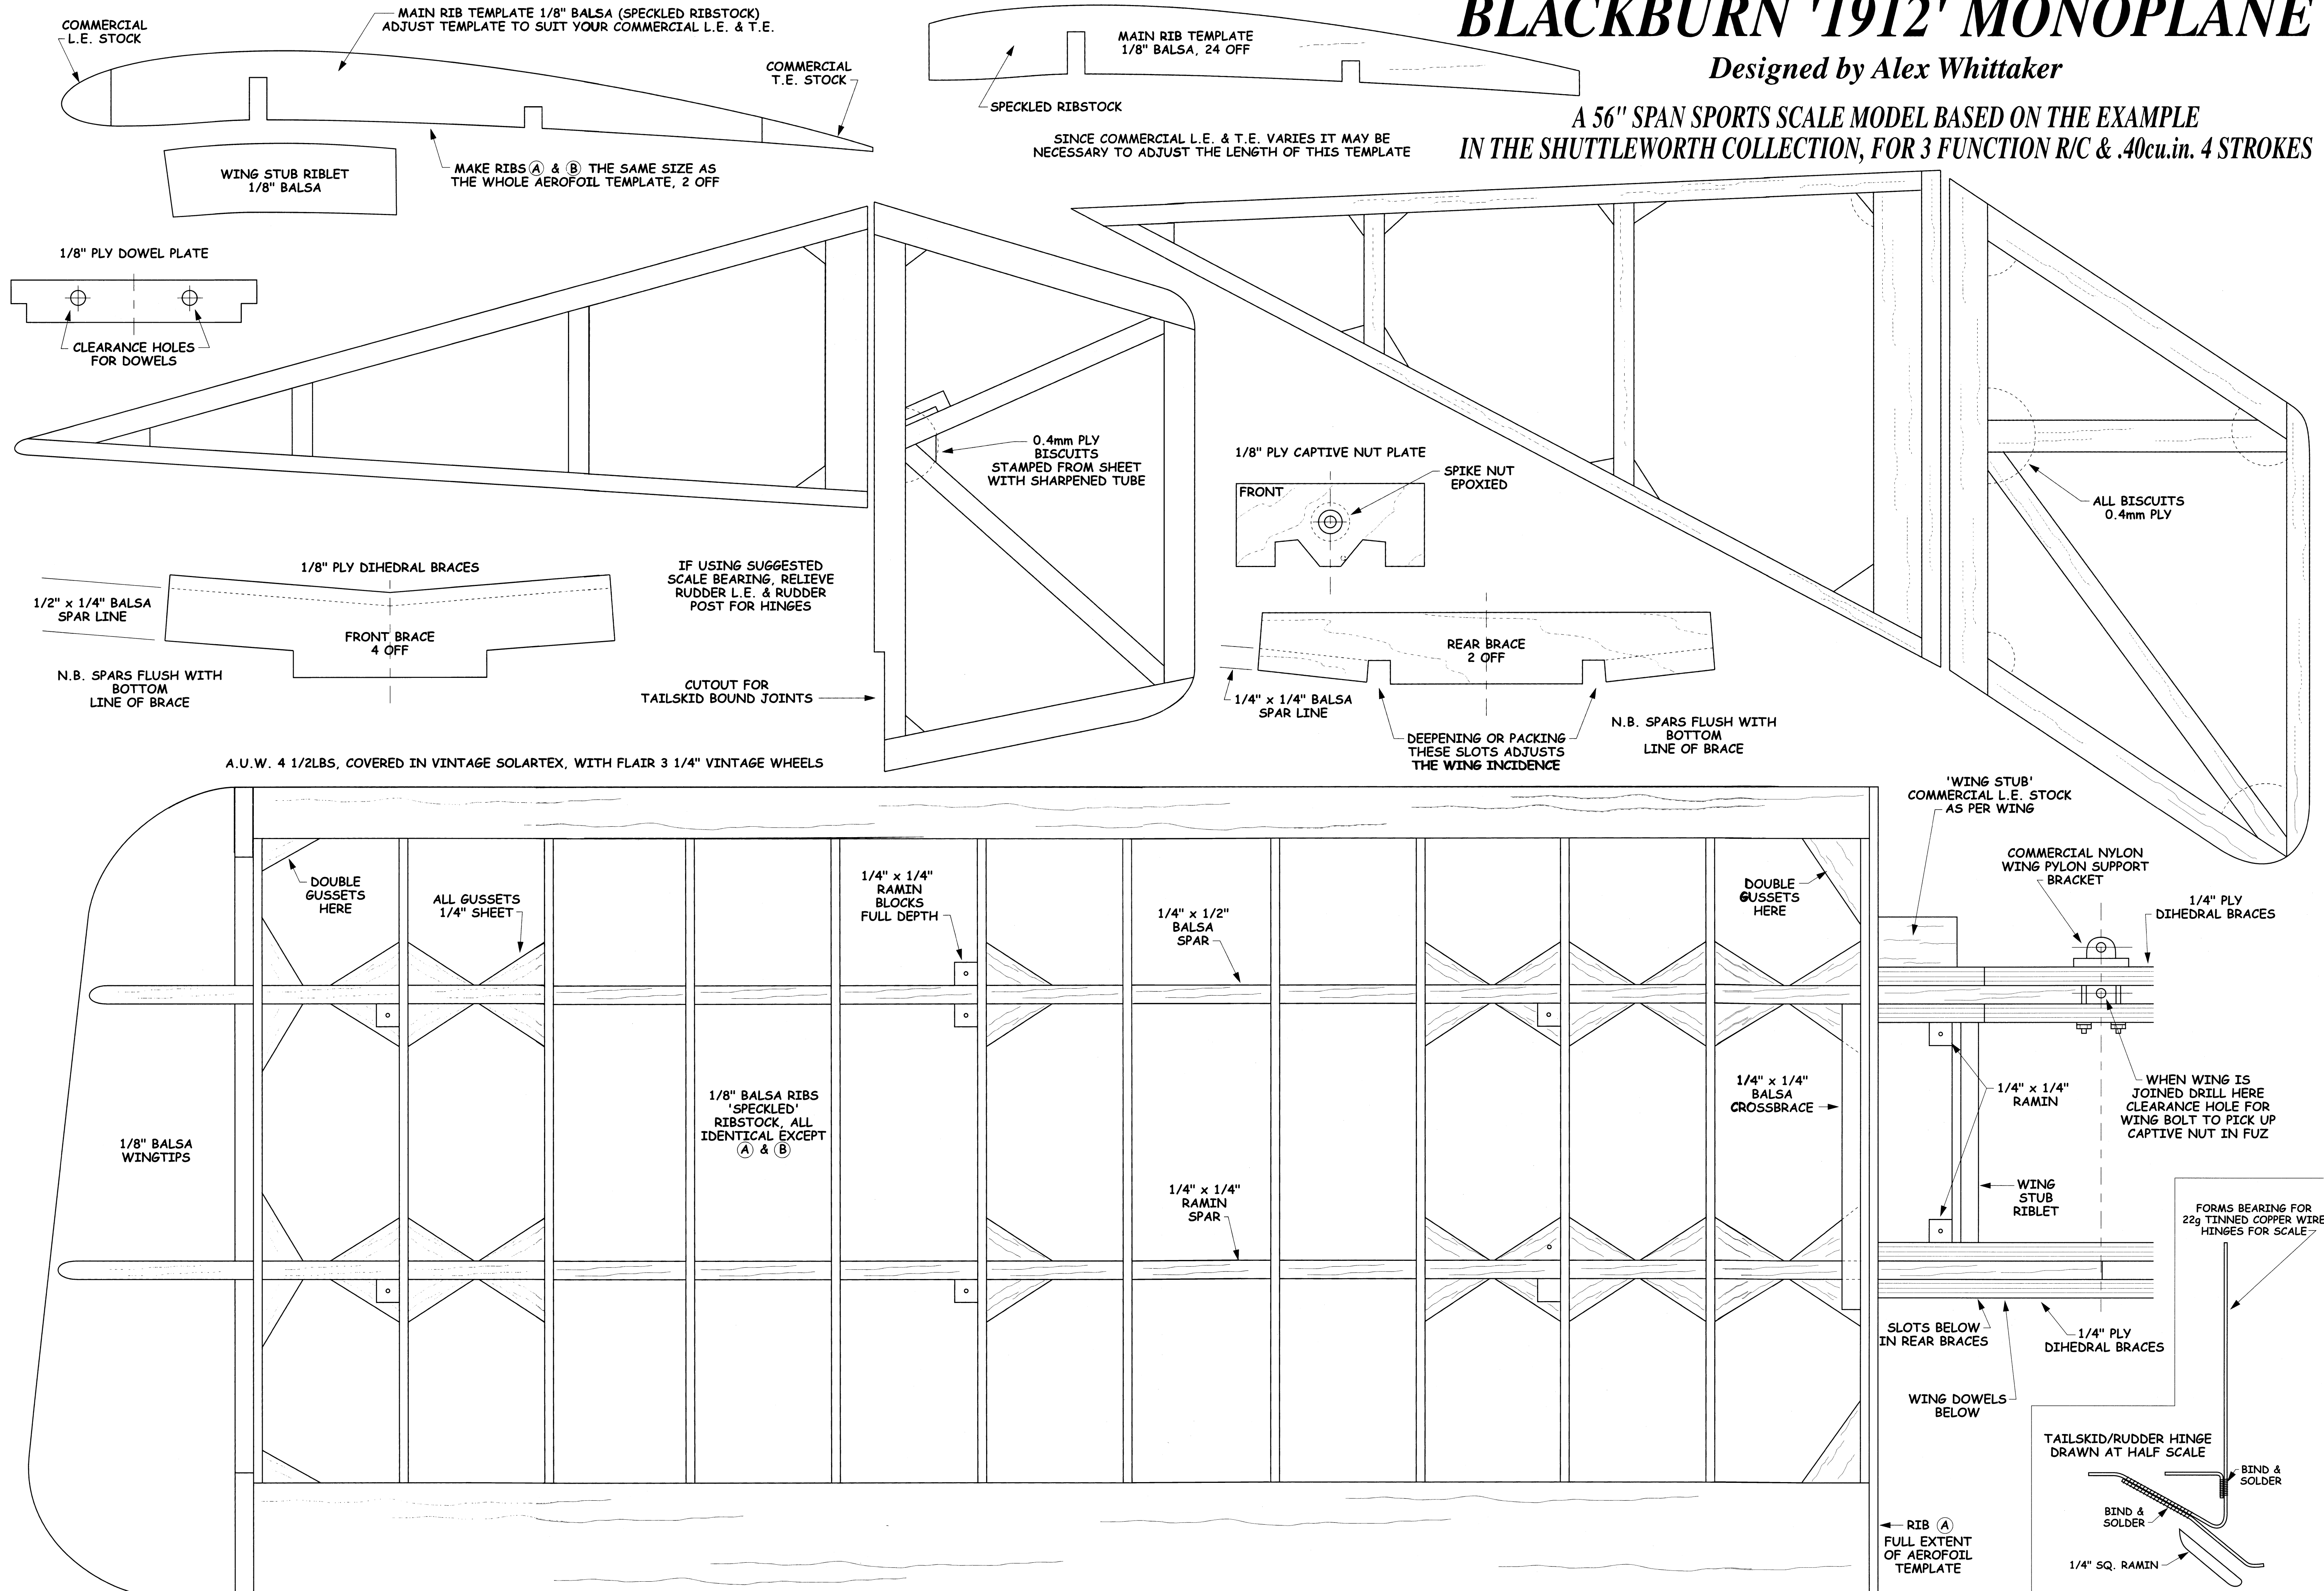 BLACKBURN '1912' MONOPLANE
Designed by Alex Whittaker
A 56" SPAN SPORTS SCALE MODEL BASED ON THE EXAMPLE
IN THE SHUTTLEWORTH COLLECTION, FOR 3 FUNCTION R/C & .40cu.in. 4 STROKES
COMMERCIAL
L.E. STOCK
MAIN RIB TEMPLATE 1/8" BALSA (SPECKLED RIBSTOCK)
ADJUST TEMPLATE TO SUIT YOUR COMMERCIAL L.E. & T.E.
COMMERCIAL
T.E. STOCK
MAIN RIB TEMPLATE
1/8" BALSA, 24 OFF
SPECKLED RIBSTOCK
SINCE COMMERCIAL L.E. & T.E. VARIES IT MAY BE
NECESSARY TO ADJUST THE LENGTH OF THIS TEMPLATE
WING STUB RIBLET
1/8" BALSA
MAKE RIBS A & B THE SAME SIZE AS
THE WHOLE AEROFOIL TEMPLATE, 2 OFF
1/8" PLY DOWEL PLATE
CLEARANCE HOLES
FOR DOWELS
0.4mm PLY
BISCUITS
STAMPED FROM SHEET
WITH SHARPENED TUBE
1/8" PLY CAPTIVE NUT PLATE
FRONT
SPIKE NUT
EPOXIED
ALL BISCUITS
0.4mm PLY
1/8" PLY DIHEDRAL BRACES
1/2" x 1/4" BALSA
SPAR LINE
FRONT BRACE
4 OFF
N.B. SPARS FLUSH WITH
BOTTOM
LINE OF BRACE
IF USING SUGGESTED
SCALE BEARING, RELIEVE
RUDDER L.E. & RUDDER
POST FOR HINGES
CUTOUT FOR
TAILSKID BOUND JOINTS
REAR BRACE
2 OFF
1/4" x 1/4" BALSA
SPAR LINE
DEEPENING OR PACKING
THESE SLOTS ADJUSTS
THE WING INCIDENCE
N.B. SPARS FLUSH WITH
BOTTOM
LINE OF BRACE
A.U.W. 4 1/2LBS, COVERED IN VINTAGE SOLARTEX, WITH FLAIR 3 1/4" VINTAGE WHEELS
'WING STUB'
COMMERCIAL L.E. STOCK
AS PER WING
COMMERCIAL NYLON
WING PYLON SUPPORT
BRACKET
1/4" PLY
DIHEDRAL BRACES
DOUBLE
GUSSETS
HERE
ALL GUSSETS
1/4" SHEET
1/4" x 1/4"
RAMIN
BLOCKS
FULL DEPTH
1/4" x 1/2"
BALSA
SPAR
DOUBLE
GUSSETS
HERE
1/8" BALSA
WINGTIPS
1/8" BALSA RIBS
'SPECKLED'
RIBSTOCK, ALL
IDENTICAL EXCEPT
A & B
1/4" x 1/4"
RAMIN
SPAR
1/4" x 1/4"
BALSA
CROSSBRACE
1/4" x 1/4"
RAMIN
WHEN WING IS
JOINED DRILL HERE
CLEARANCE HOLE FOR
WING BOLT TO PICK UP
CAPTIVE NUT IN FUZ
WING
STUB
RIBLET
FORMS BEARING FOR
22g TINNED COPPER WIRE
HINGES FOR SCALE
SLOTS BELOW
IN REAR BRACES
1/4" PLY
DIHEDRAL BRACES
WING DOWELS
BELOW
TAILSKID/RUDDER HINGE
DRAWN AT HALF SCALE
BIND &
SOLDER
BIND &
SOLDER
1/4" SQ. RAMIN
RIB A
FULL EXTENT
OF AEROFOIL
TEMPLATE